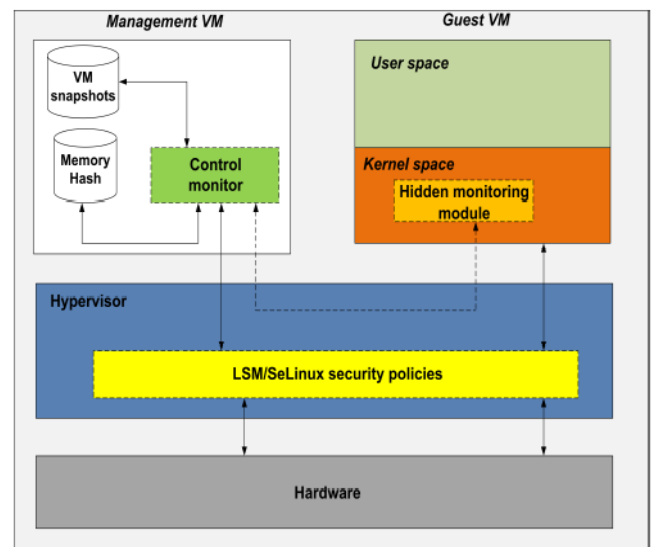 Management VM
Guest VM
VM
snapshots
Memory
Hash
Control
monitor
User space
Kernel space
Hidden monitoring
module
Hypervisor
LSM/SeLinux security policies
Hardware